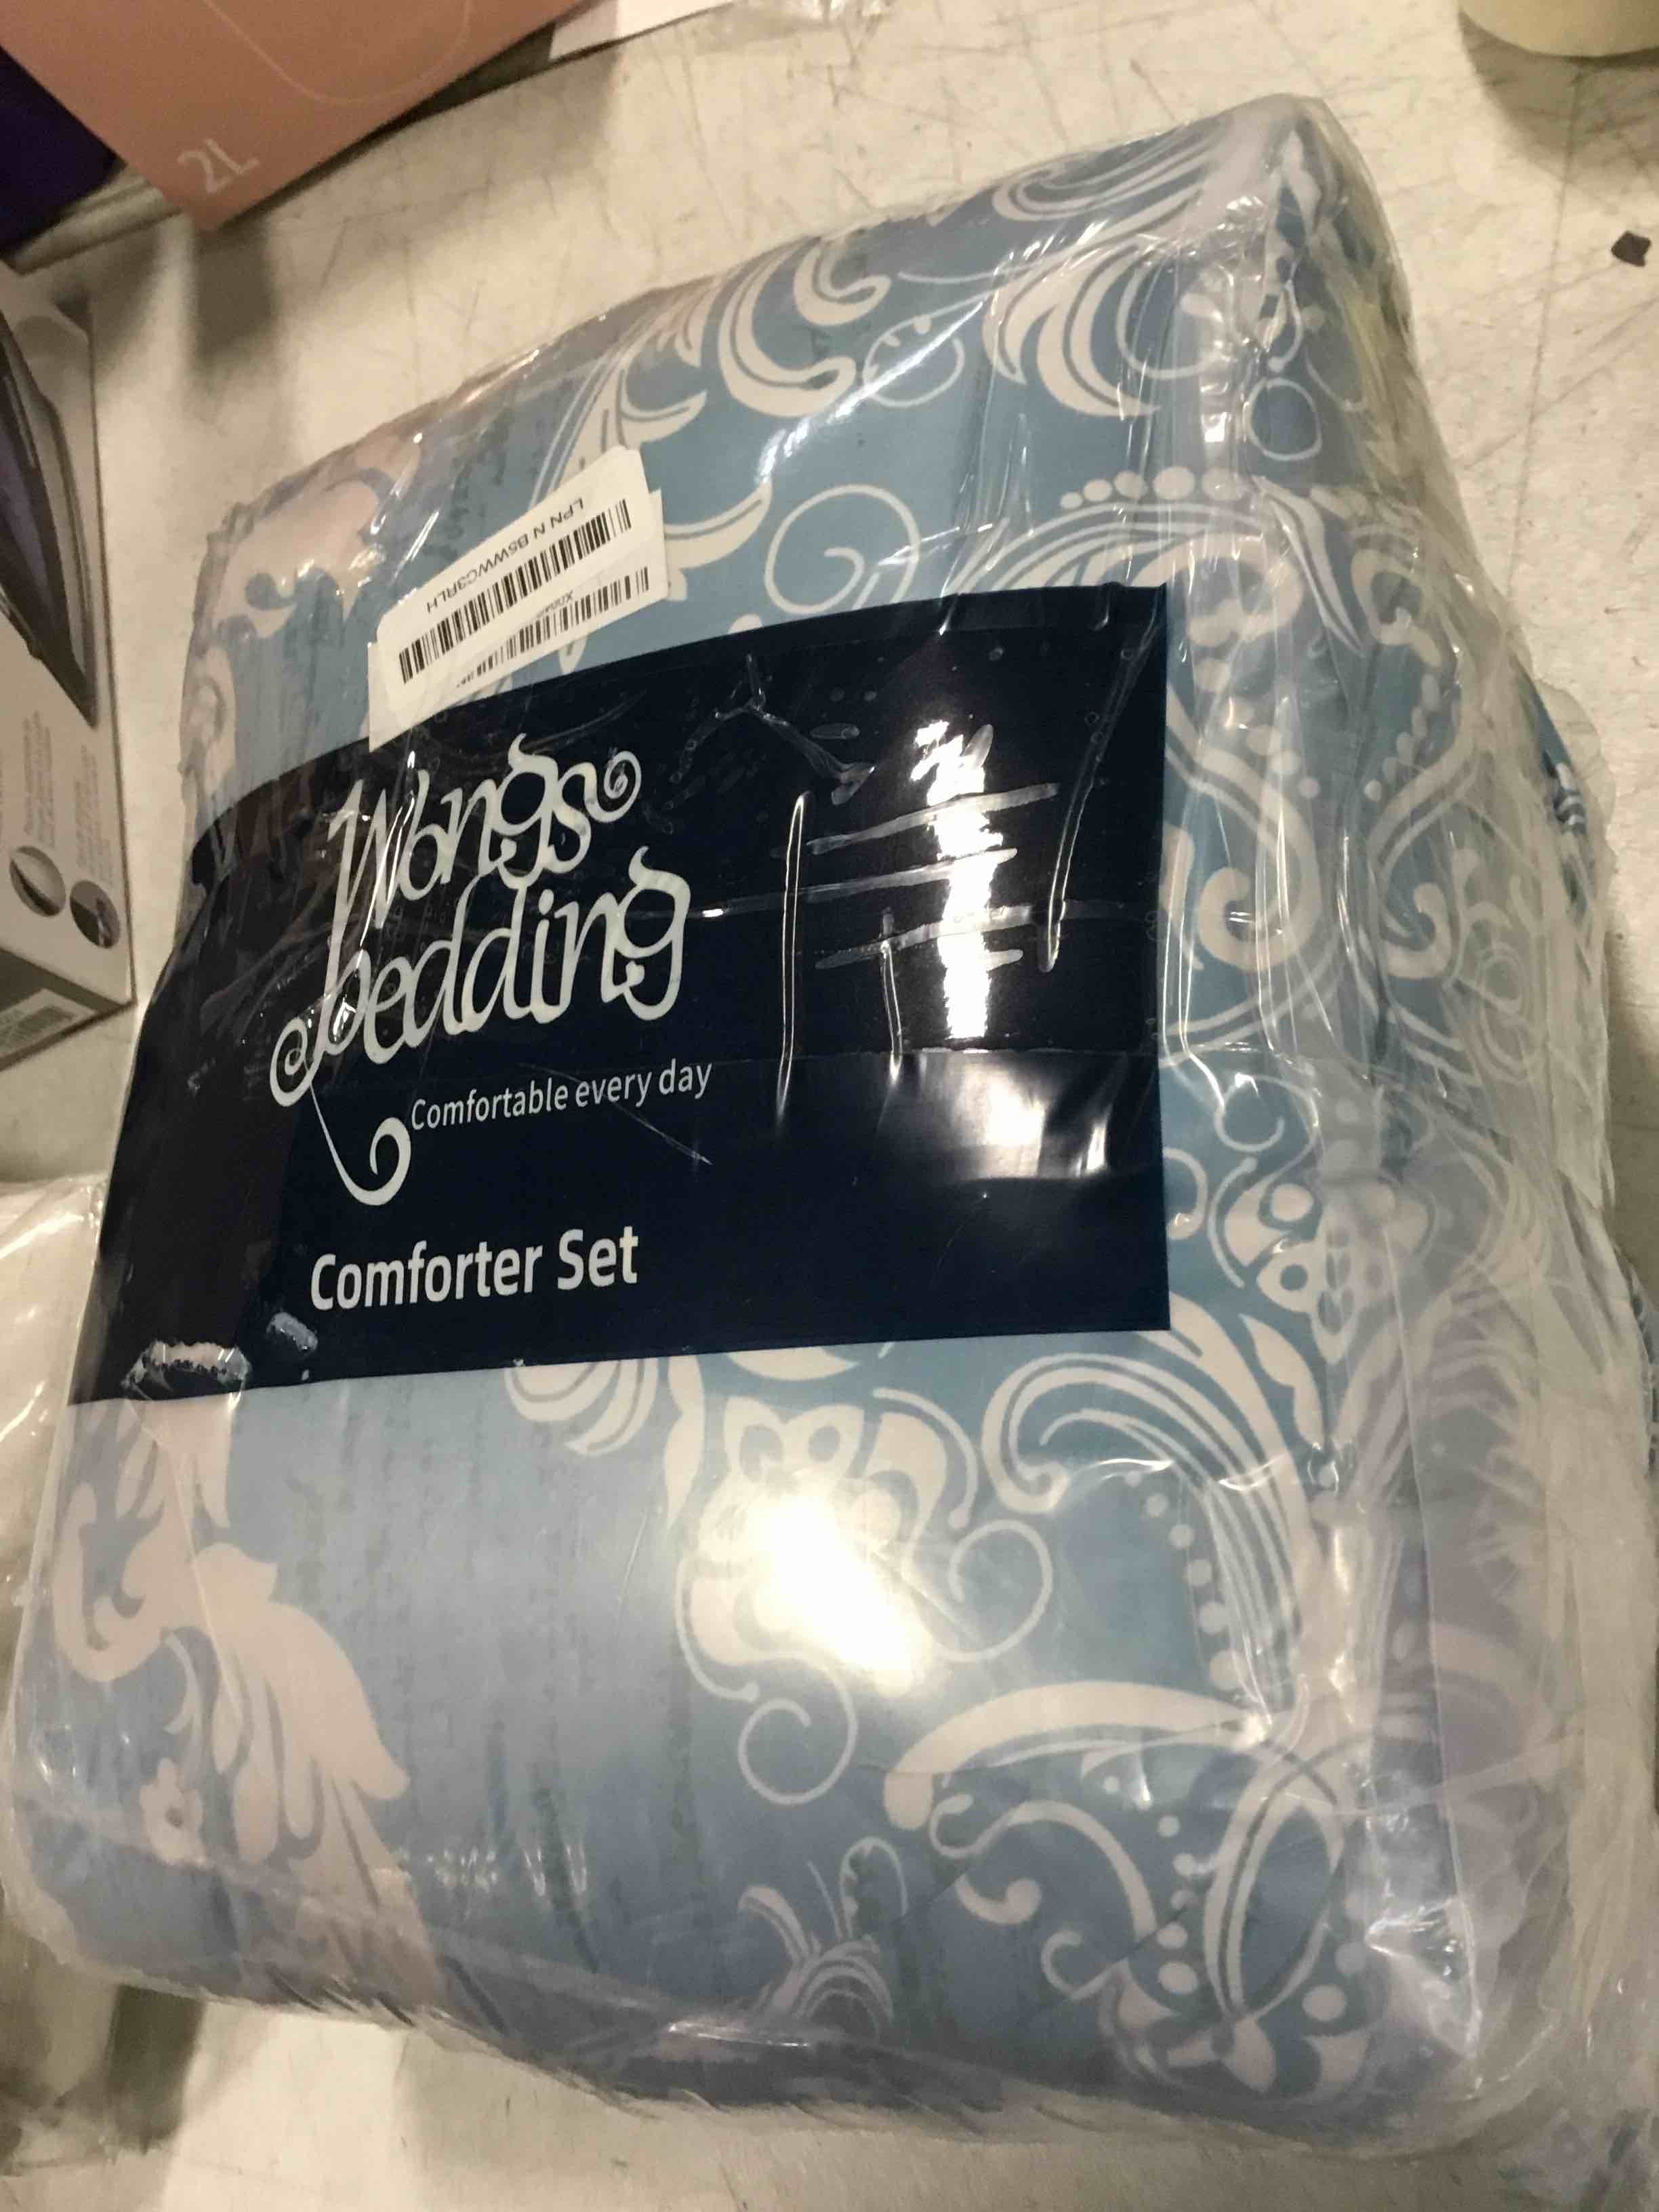 2L
LPN N B5WWC3RLH
Wongs
bedding
Comfortable every day
Comforter Set